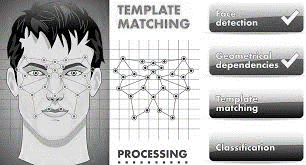 TEMPLATE
MATCHING
PROCESSING
Face
detection
Geometrical
dependencies
Template
matching
Classification